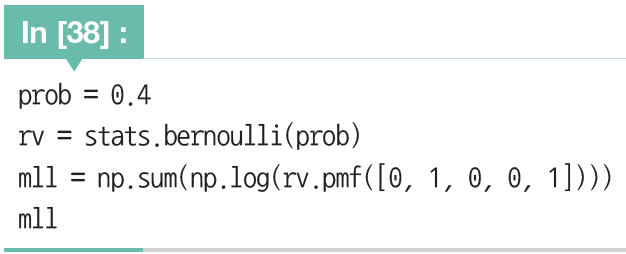 In [38] :
prob = 0.4
rv = stats.bernoulli(prob)
mll = np.sum(np.log(rv.pmf([0, 1, 0, 0, 1])))
mll